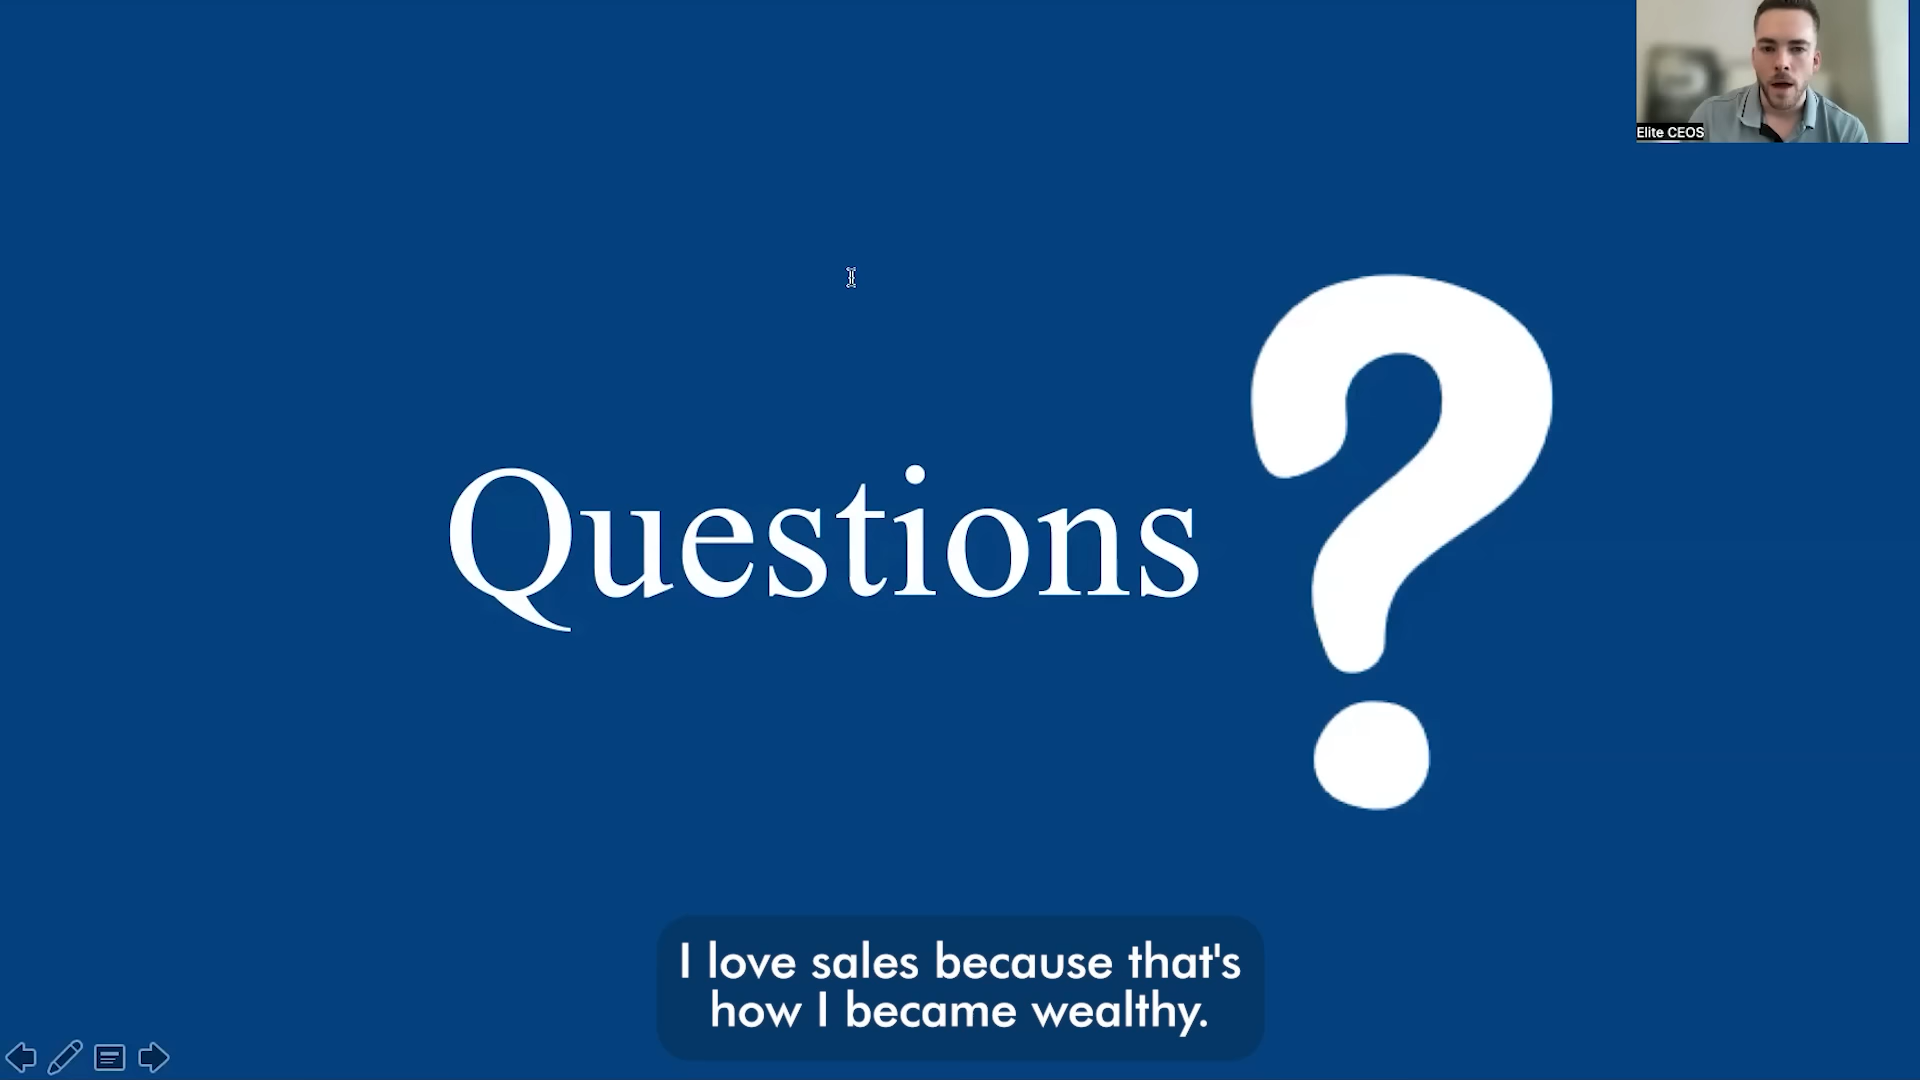 Elite CEOS
Questions ?
I love sales because that's
how I became wealthy.